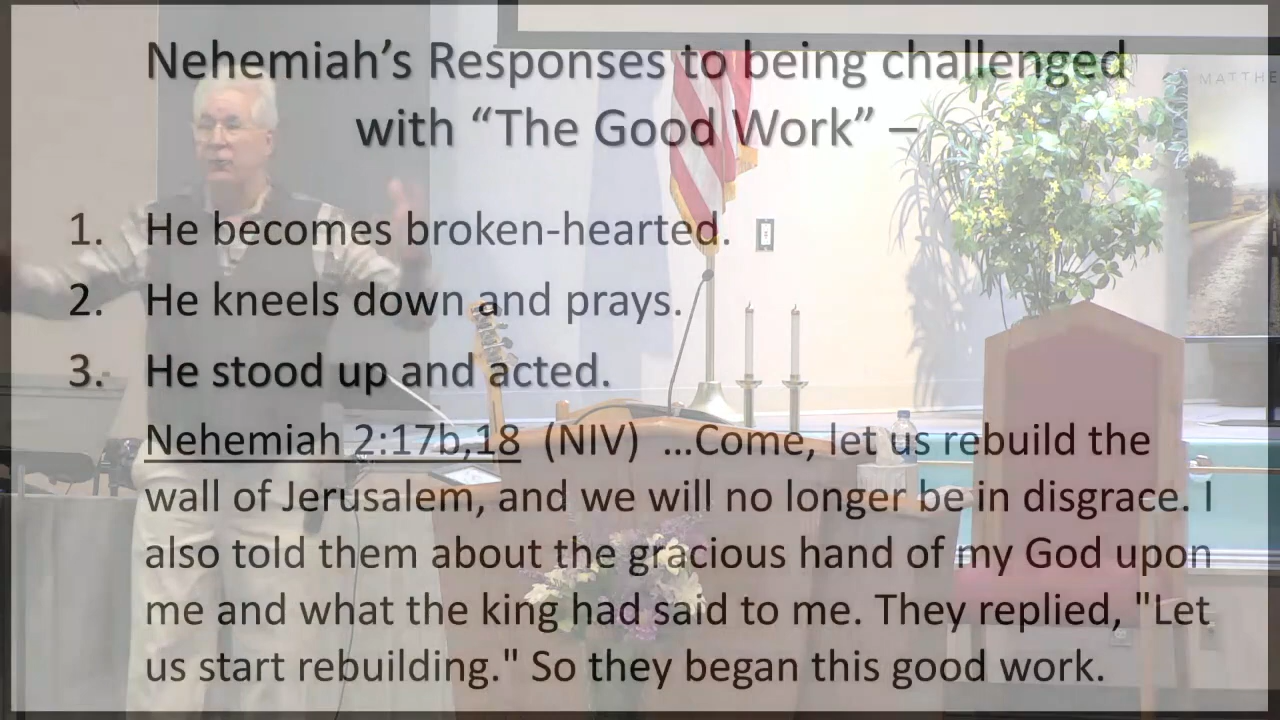 Nehemiah’s Responses to being challenged
with “The Good Work” –
MATTHE
1. He becomes broken-hearted.
2. He kneels down and prays.
3. He stood up and acted.
Nehemiah 2:17b,18 (NIV) …Come, let us rebuild the
wall of Jerusalem, and we will no longer be in disgrace. I
also told them about the gracious hand of my God upon
me and what the king had said to me. They replied, "Let
us start rebuilding." So they began this good work.